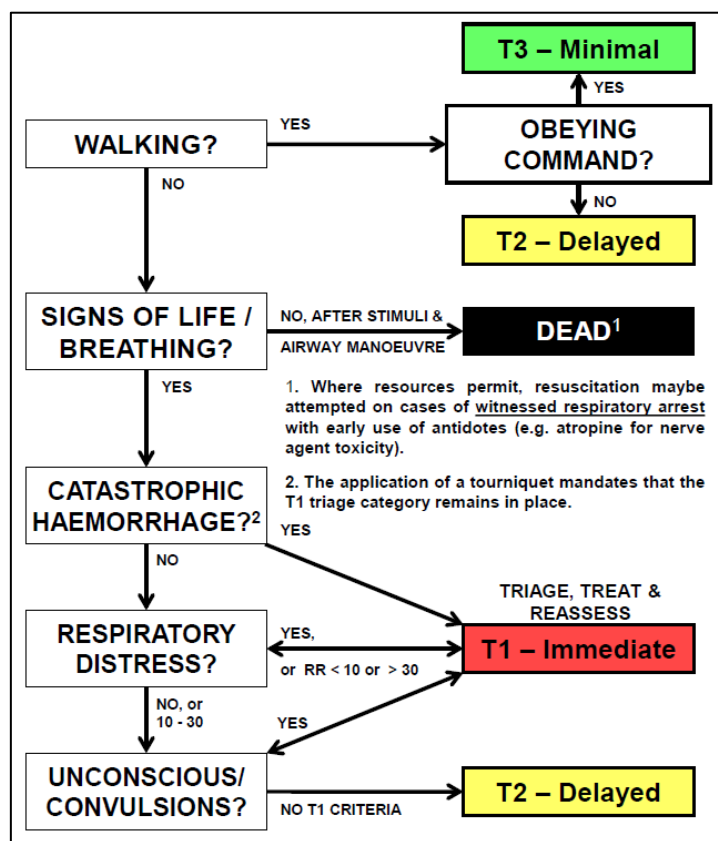 T3 – Minimal
YES
WALKING?
YES
OBEYING
COMMAND?
NO
NO
T2 – Delayed
SIGNS OF LIFE /
BREATHING?
NO, AFTER STIMULI &
AIRWAY MANOEUVRE
DEAD1
YES
1. Where resources permit, resuscitation maybe
attempted on cases of witnessed respiratory arrest
with early use of antidotes (e.g. atropine for nerve
agent toxicity).
2. The application of a tourniquet mandates that the
T1 triage category remains in place.
CATASTROPHIC
HAEMORRHAGE?2
YES
NO
TRIAGE, TREAT &
REASSESS
RESPIRATORY
DISTRESS?
YES,
or RR < 10 or > 30
T1 – Immediate
NO, or
10 - 30
YES
UNCONSCIOUS/
CONVULSIONS?
NO T1 CRITERIA
T2 – Delayed